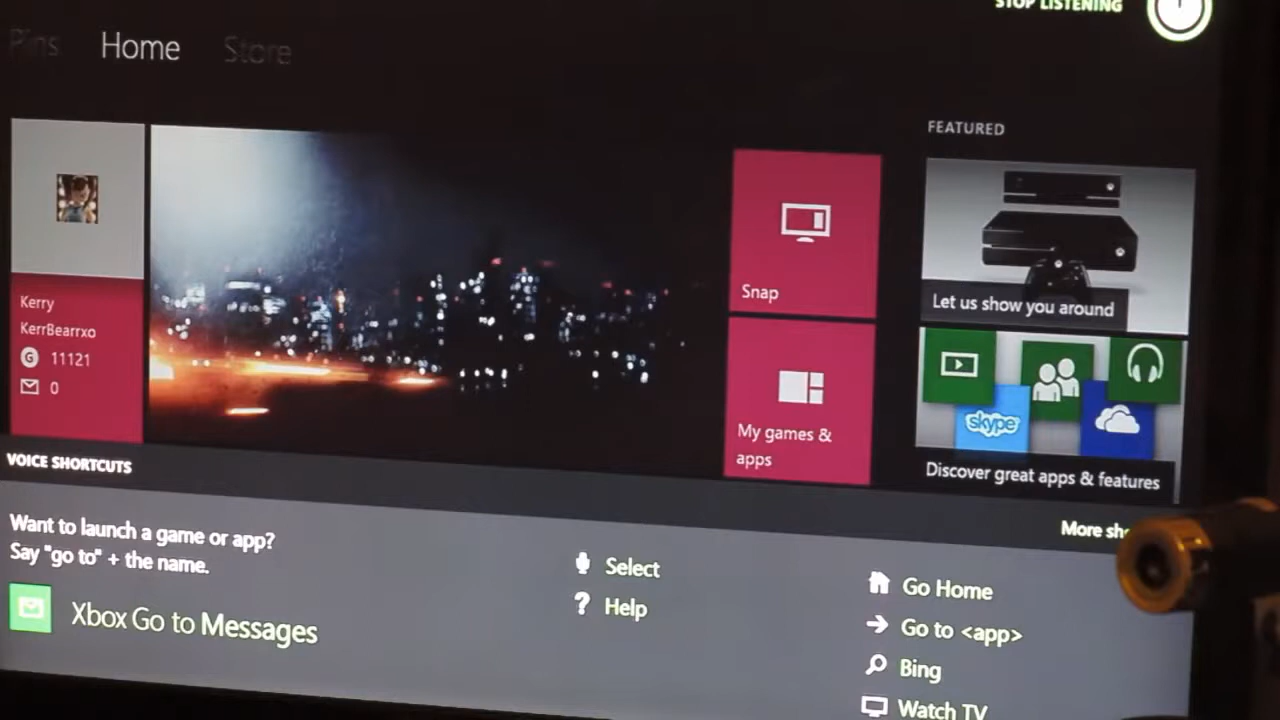 STOP LISTENING
Pins Home Store
Kerry
KerrBearrxo
G 11121
0
Snap
My games &
apps
FEATURED
Let us show you around
skype
Discover great apps & features
VOICE SHORTCUTS
More
Want to launch a game or app?
Say "go to" + the name.
Xbox Go to Messages
Select
? Help
Go Home
Go to <app>
Bing
Watch TV